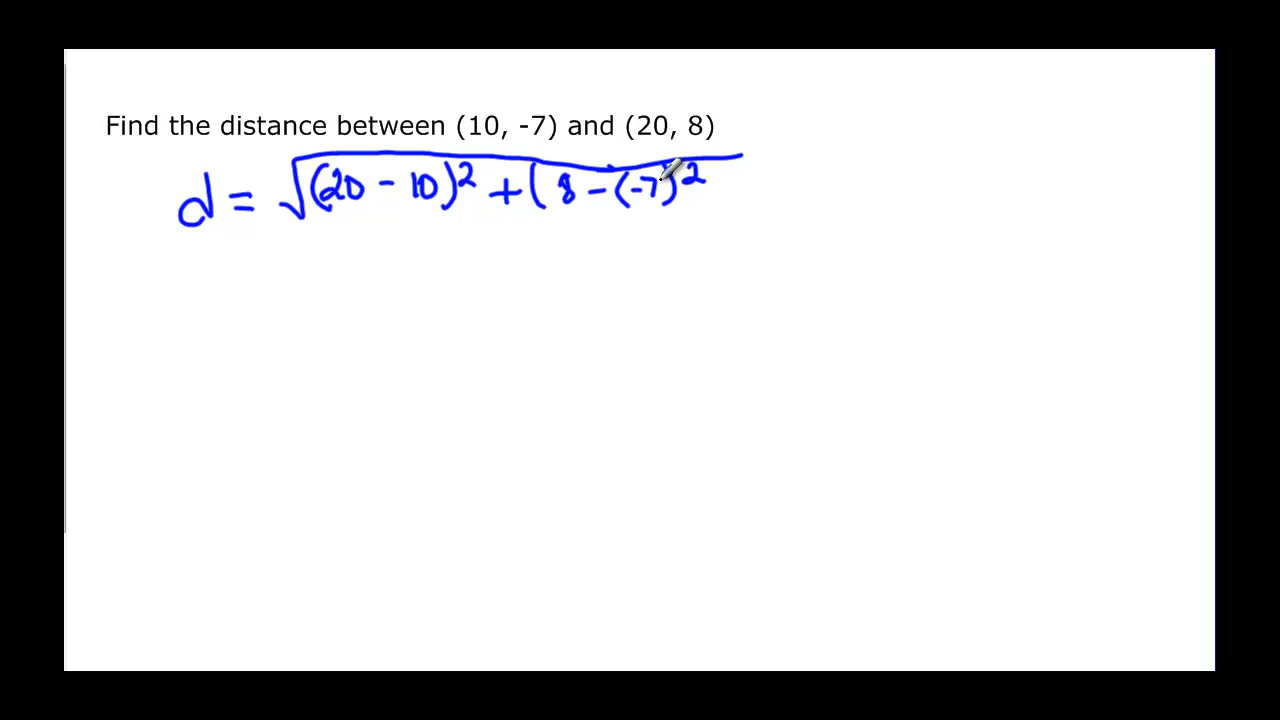 Find the distance between (10, -7) and (20, 8)
d = √(20 - 10)² + (8 - (-7)²